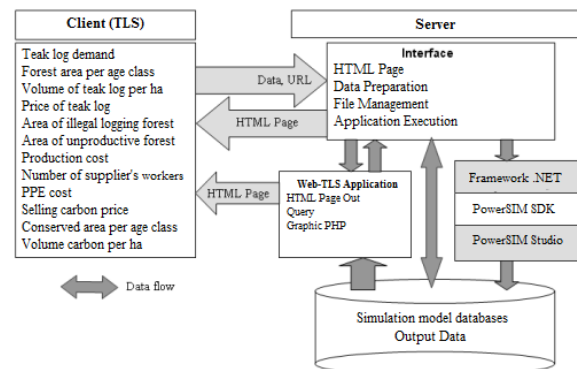 Client (TLS)
Server
Teak log demand
Forest area per age class
Volume of teak log per ha
Price of teak log
Area of illegal logging forest
Area of unproductive forest
Production cost
Number of supplier's workers
PPE cost
Selling carbon price
Conserved area per age class
Volume carbon per ha
Data flow
Data, URL
HTML Page
HTML Page
Interface
HTML Page
Data Preparation
File Management
Application Execution
Web-TLS Application
HTML Page Out
Query
Graphic PHP
Framework .NET
PowerSIM SDK
PowerSIM Studio
Simulation model databases
Output Data